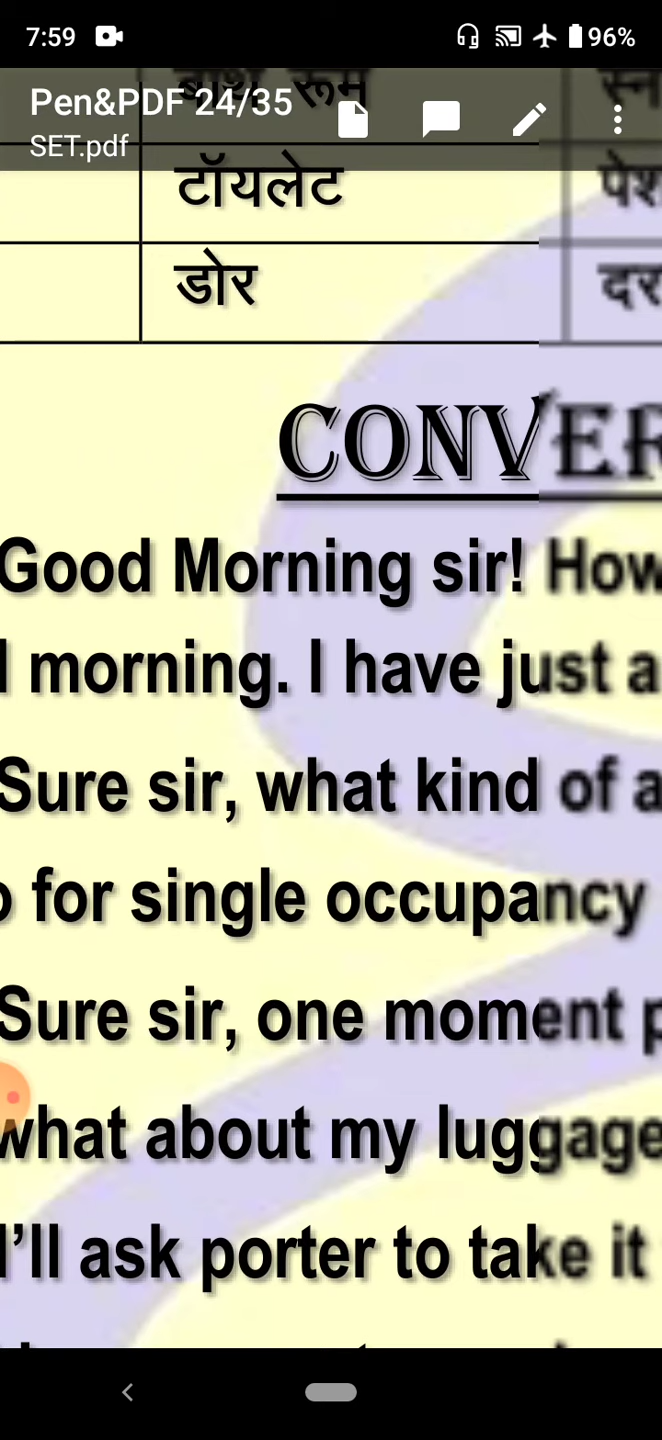 7:59 96%
Pen&PDF 24/35
SET.pdf
बाथ रूम
टॉयलेट पेश
डोर दर
CONVER
Good Morning sir! How
morning. I have just a
Sure sir, what kind of a
for single occupancy
Sure sir, one moment p
what about my luggage
I’ll ask porter to take it